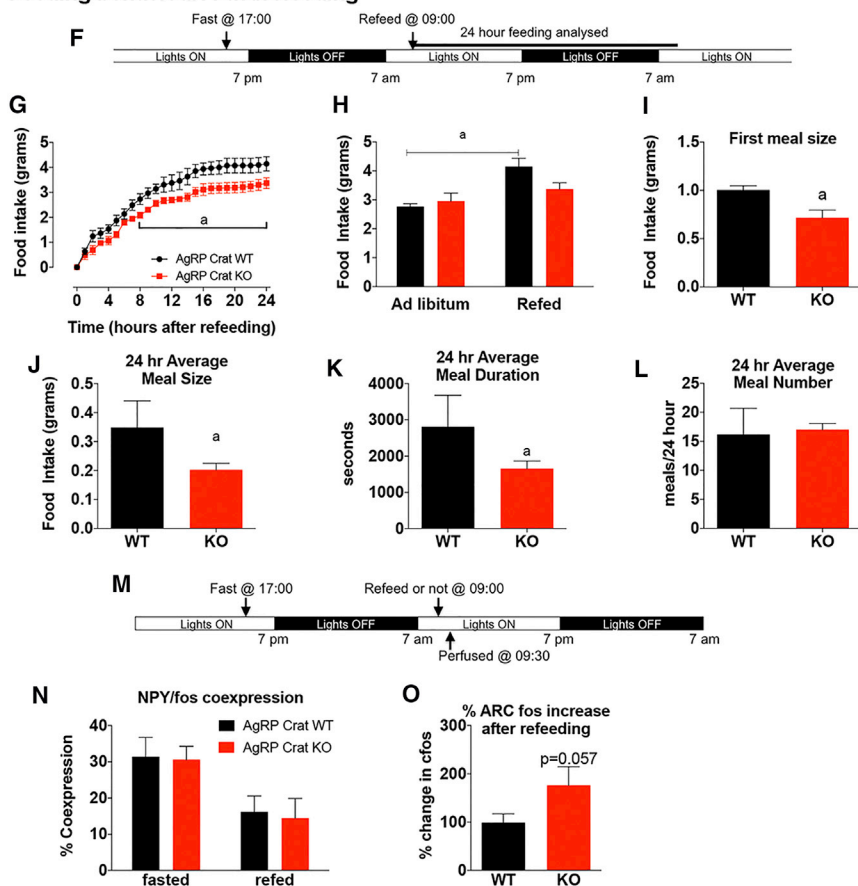 F
Fast @ 17:00
Refeed @ 09:00
24 hour feeding analysed
Lights ON
Lights OFF
Lights ON
Lights OFF
Lights ON
7 pm
7 am
7 pm
7 am
G
Food intake (grams)
5
4
3
2
1
0
a
AgRP Crat WT
AgRP Crat KO
0 4 8 12 16 20 24
Time (hours after refeeding)
H
Food Intake (grams)
5
4
3
2
1
0
a
Ad libitum
Refed
I
First meal size
Food Intake (grams)
1.5
1.0
0.5
0.0
a
WT
KO
J
24 hr Average
Meal Size
Food Intake (grams)
0.5
0.4
0.3
0.2
0.1
0.0
a
WT
KO
K
24 hr Average
Meal Duration
seconds
4000
3000
2000
1000
0
a
WT
KO
L
24 hr Average
Meal Number
meals/24 hour
25
20
15
10
5
0
WT
KO
M
Fast @ 17:00
Refeed or not @ 09:00
Lights ON
Lights OFF
Lights ON
Lights OFF
7 pm
7 am
7 pm
7 am
Perfused @ 09:30
N
NPY/fos coexpression
% Coexpression
40
30
20
10
0
AgRP Crat WT
AgRP Crat KO
fasted
refed
O
% ARC fos increase
after refeeding
% change in cfos
300
200
100
0
p=0.057
WT
KO